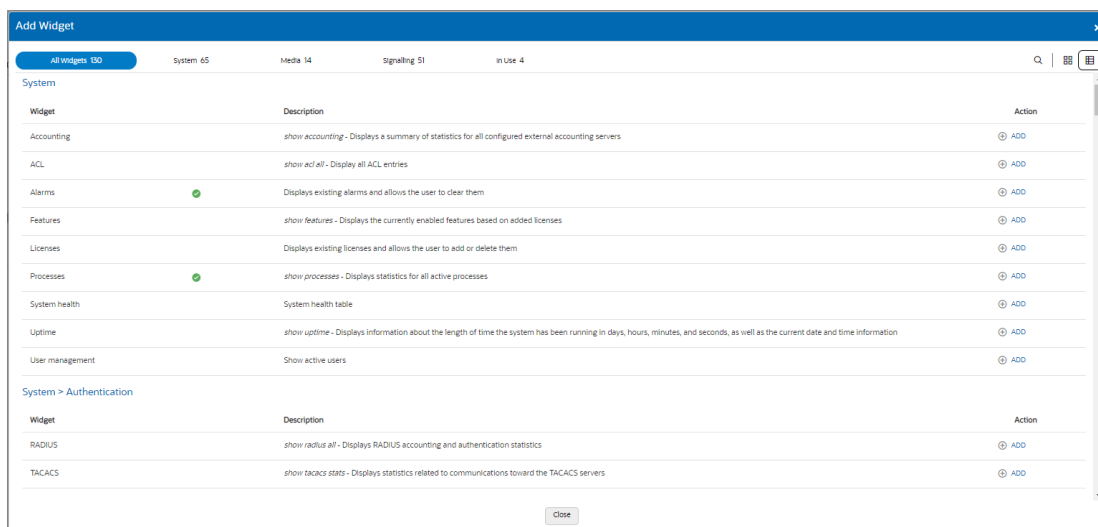 Add Widget
All Widgets 130 System 65 Media 14 Signalling 51 In Use 4
System
Widget Description Action
Accounting show accounting - Displays a summary of statistics for all configured external accounting servers ADD
ACL show acl all - Display all ACL entries ADD
Alarms Displays existing alarms and allows the user to clear them ADD
Features show features - Displays the currently enabled features based on added licenses ADD
Licenses Displays existing licenses and allows the user to add or delete them ADD
Processes show processes - Displays statistics for all active processes ADD
System health System health table ADD
Uptime show uptime - Displays information about the length of time the system has been running in days, hours, minutes, and seconds, as well as the current date and time information ADD
User management Show active users ADD
System > Authentication
Widget Description Action
RADIUS show radius all - Displays RADIUS accounting and authentication statistics ADD
TACACS show tacacs stats - Displays statistics related to communications toward the TACACS servers ADD
Close